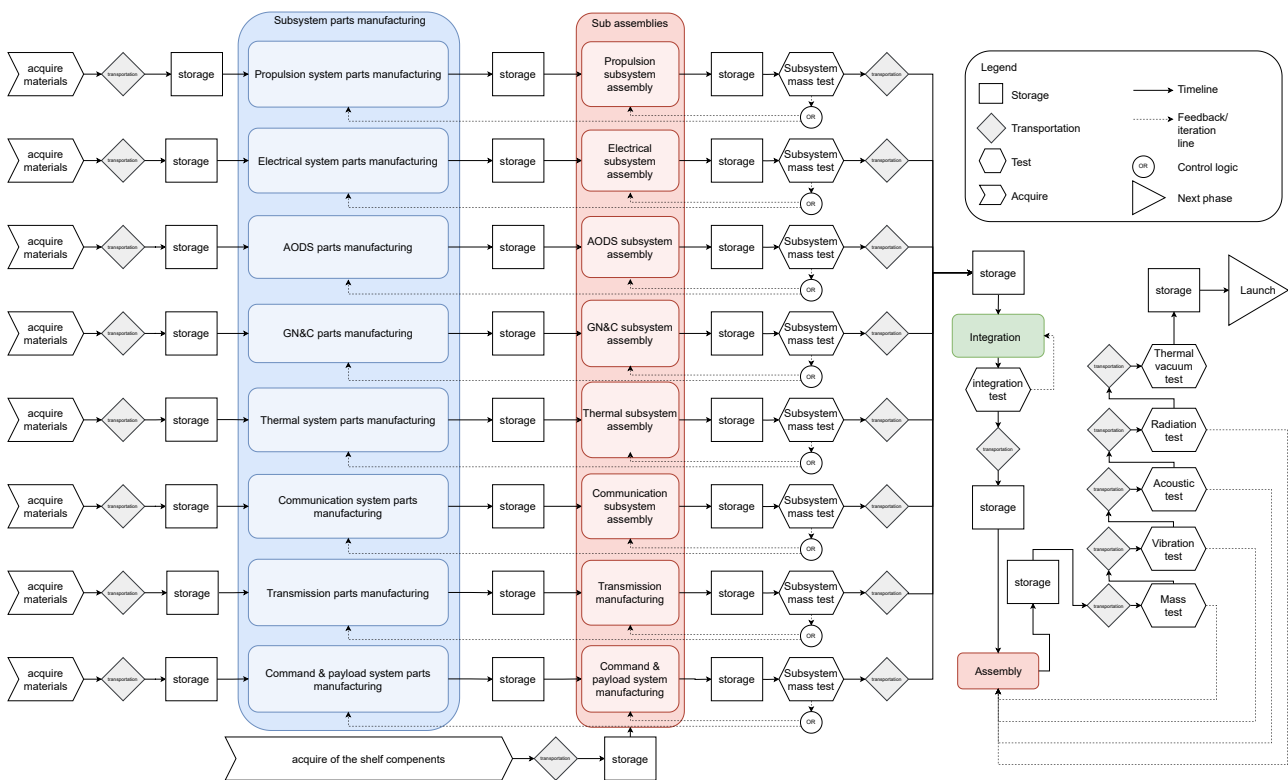 Subsystem parts manufacturing
Sub assemblies
acquire
materials
transportation
storage
Propulsion system parts manufacturing
storage
Propulsion
subsystem
assembly
storage
Subsystem
mass test
transportation
OR
acquire
materials
transportation
storage
Electrical system parts manufacturing
storage
Electrical
subsystem
assembly
storage
Subsystem
mass test
transportation
OR
acquire
materials
transportation
storage
AODS parts manufacturing
storage
AODS subsystem
assembly
storage
Subsystem
mass test
transportation
OR
acquire
materials
transportation
storage
GN&C parts manufacturing
storage
GN&C subsystem
assembly
storage
Subsystem
mass test
transportation
OR
acquire
materials
transportation
storage
Thermal system parts manufacturing
storage
Thermal subsystem
assembly
storage
Subsystem
mass test
transportation
OR
acquire
materials
transportation
storage
Communication system parts
manufacturing
storage
Communication
subsystem
assembly
storage
Subsystem
mass test
transportation
OR
acquire
materials
transportation
storage
Transmission parts manufacturing
storage
Transmission
manufacturing
storage
Subsystem
mass test
transportation
OR
acquire
materials
transportation
storage
Command & payload system parts
manufacturing
storage
Command &
payload system
manufacturing
storage
Subsystem
mass test
transportation
OR
acquire of the shelf compenents
transportation
storage
Legend
Storage
Transportation
Test
Acquire
Timeline
Feedback/
iteration
line
OR
Control logic
Next phase
storage
Integration
integration
test
transportation
storage
Assembly
storage
transportation
Mass
test
transportation
Vibration
test
transportation
Acoustic
test
transportation
Radiation
test
transportation
Thermal
vacuum
test
storage
Launch